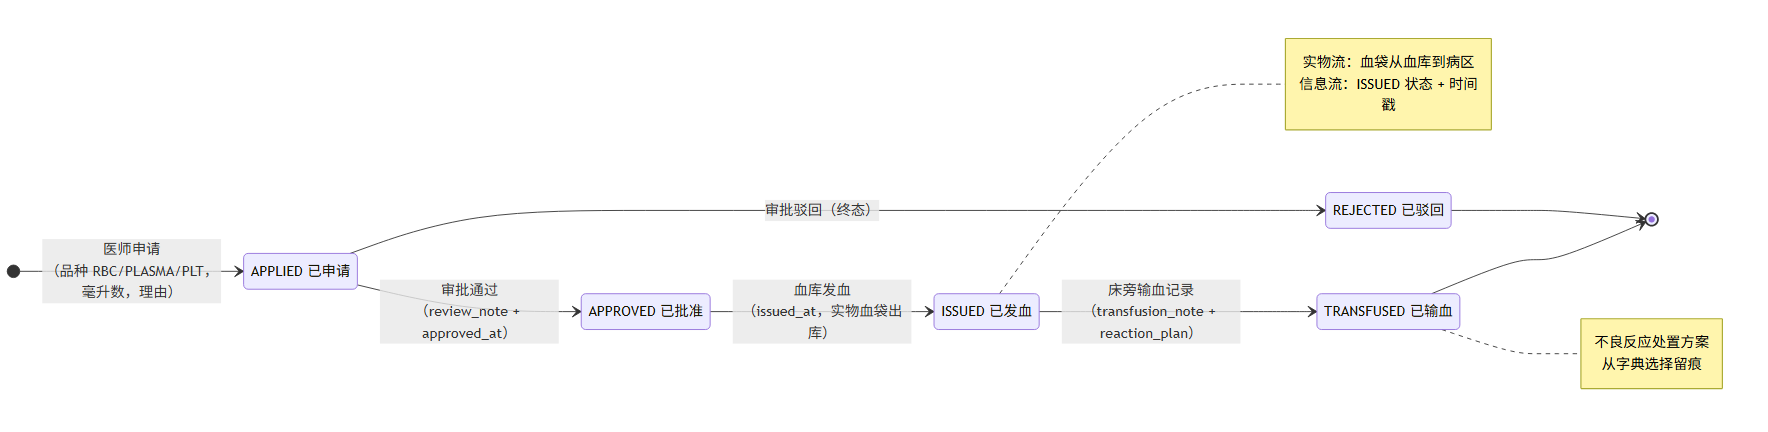 实物流：血袋从血库到病区
信息流：ISSUED 状态 + 时间
戳
审批驳回（终态）
REJECTED 已驳回
医师申请
（品种 RBC/PLASMA/PLT，
毫升数，理由）
APPLIED 已申请
审批通过
（review_note +
approved_at）
APPROVED 已批准
血库发血
（issued_at，实物血袋出
库）
ISSUED 已发血
床旁输血记录
（transfusion_note +
reaction_plan）
TRANSFUSED 已输血
不良反应处置方案
从字典选择留痕